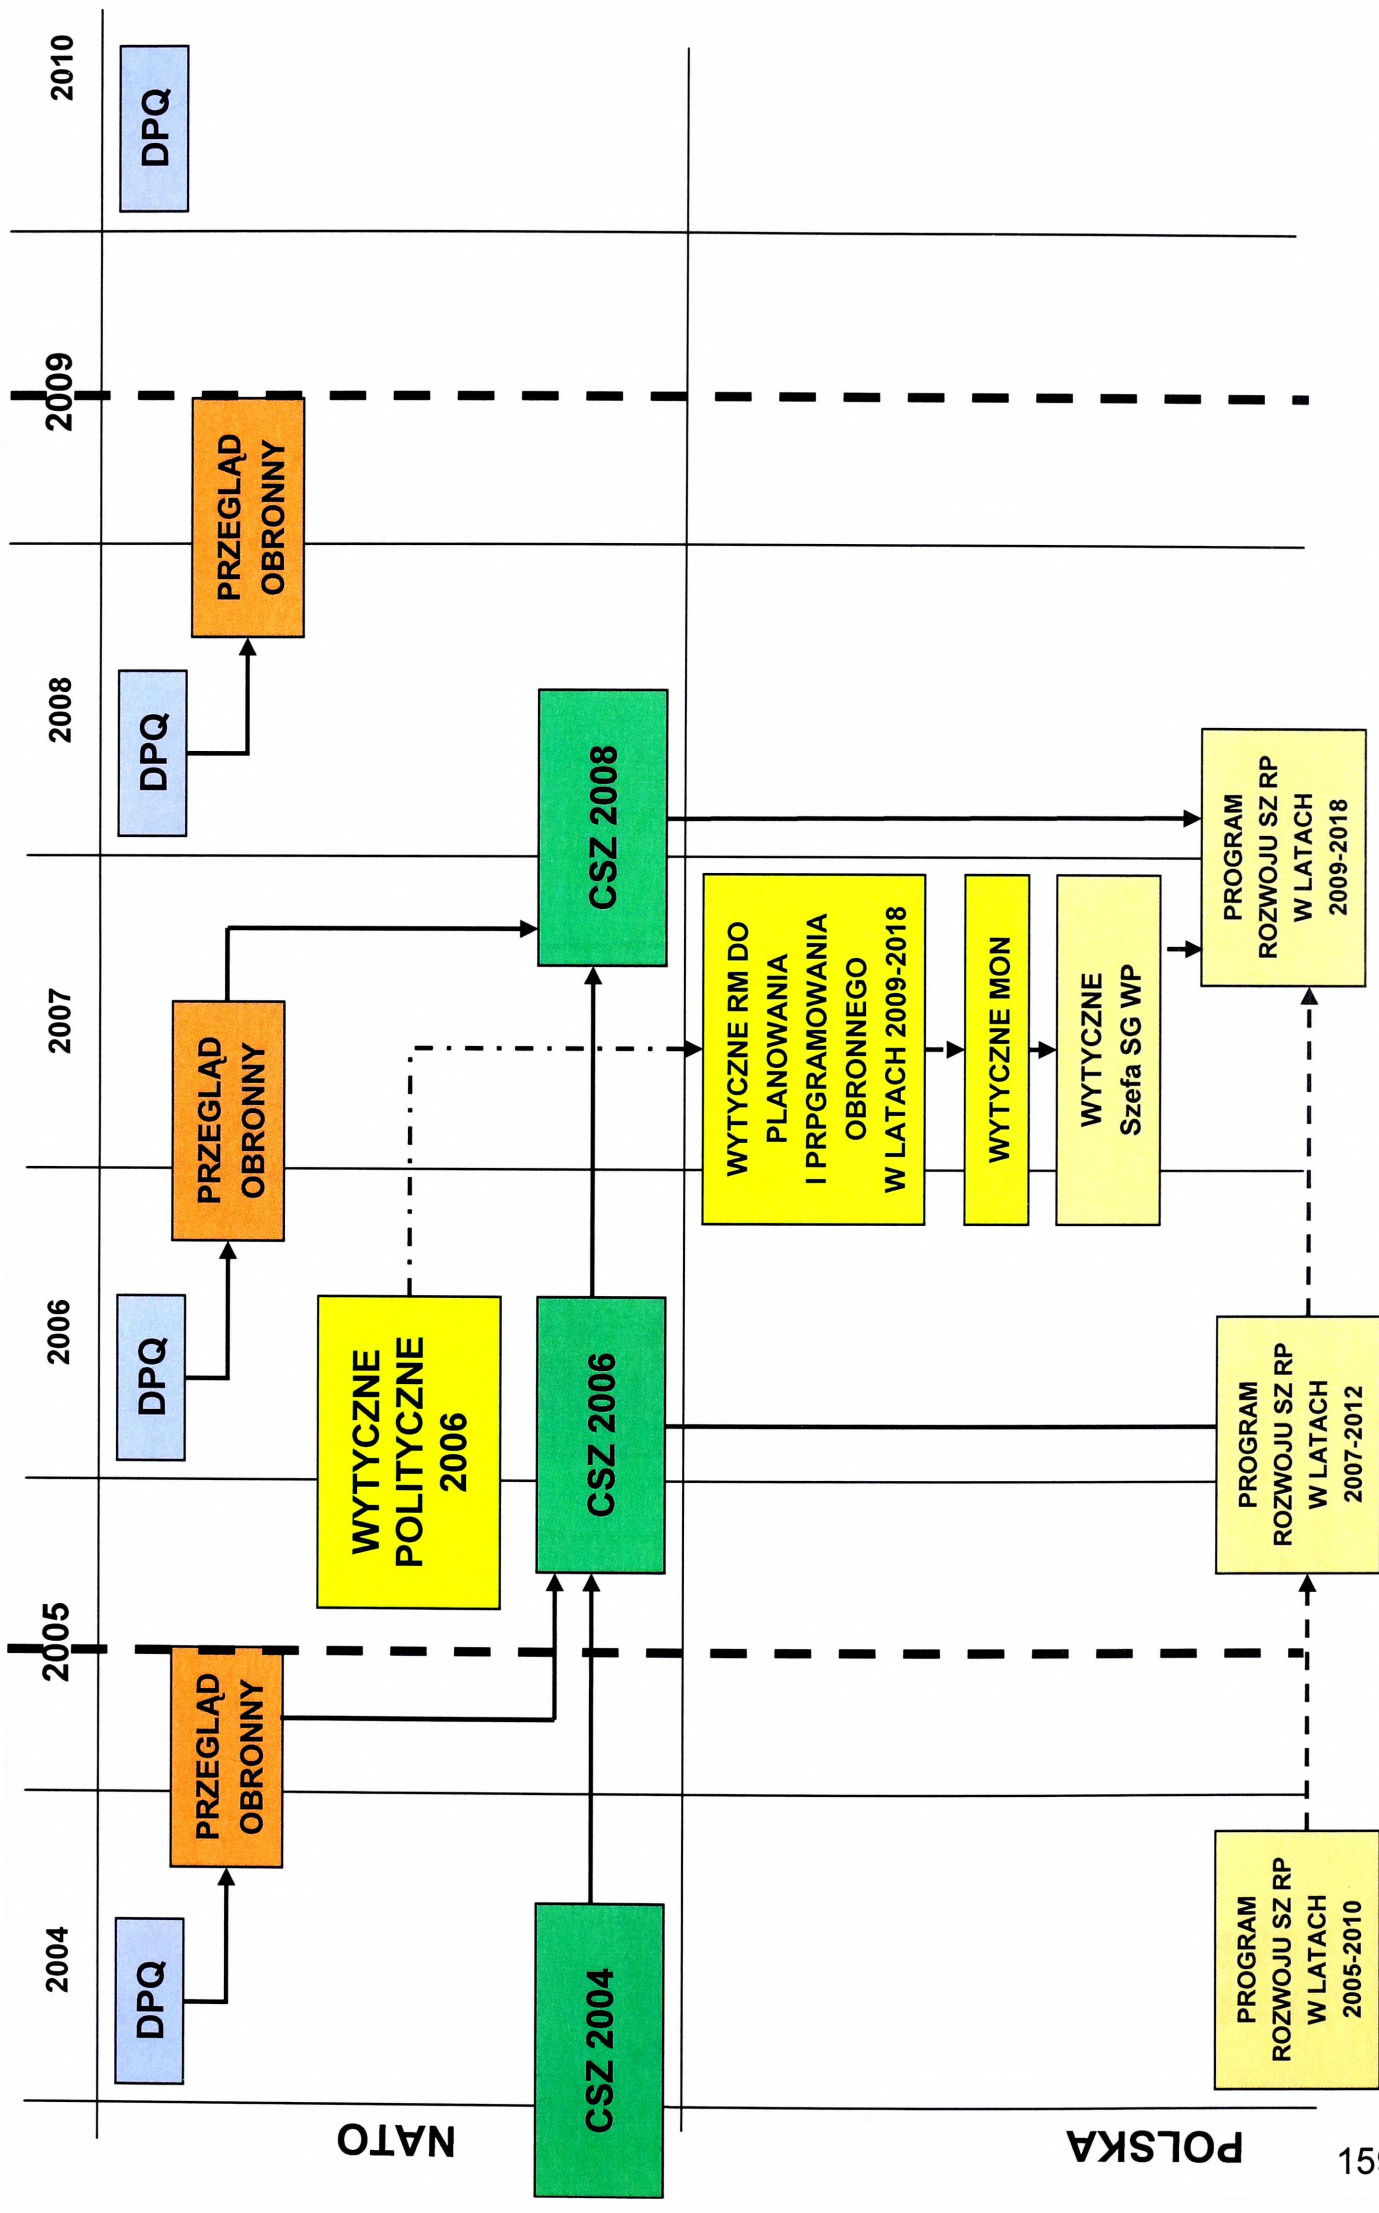 2004
2005
2006
2007
2008
2009
2010
NATO
DPQ
DPQ
DPQ
DPQ
PRZEGLĄD
OBRONNY
PRZEGLĄD
OBRONNY
PRZEGLĄD
OBRONNY
WYTYCZNE
POLITYCZNE
2006
CSZ 2004
CSZ 2006
CSZ 2008
POLSKA
WYTYCZNE RM DO
PLANOWANIA
I PRPGRAMOWANIA
OBRONNEGO
W LATACH 2009-2018
WYTYCZNE MON
WYTYCZNE
Szefa SG WP
PROGRAM
ROZWOJU SZ RP
W LATACH
2005-2010
PROGRAM
ROZWOJU SZ RP
W LATACH
2007-2012
PROGRAM
ROZWOJU SZ RP
W LATACH
2009-2018
159